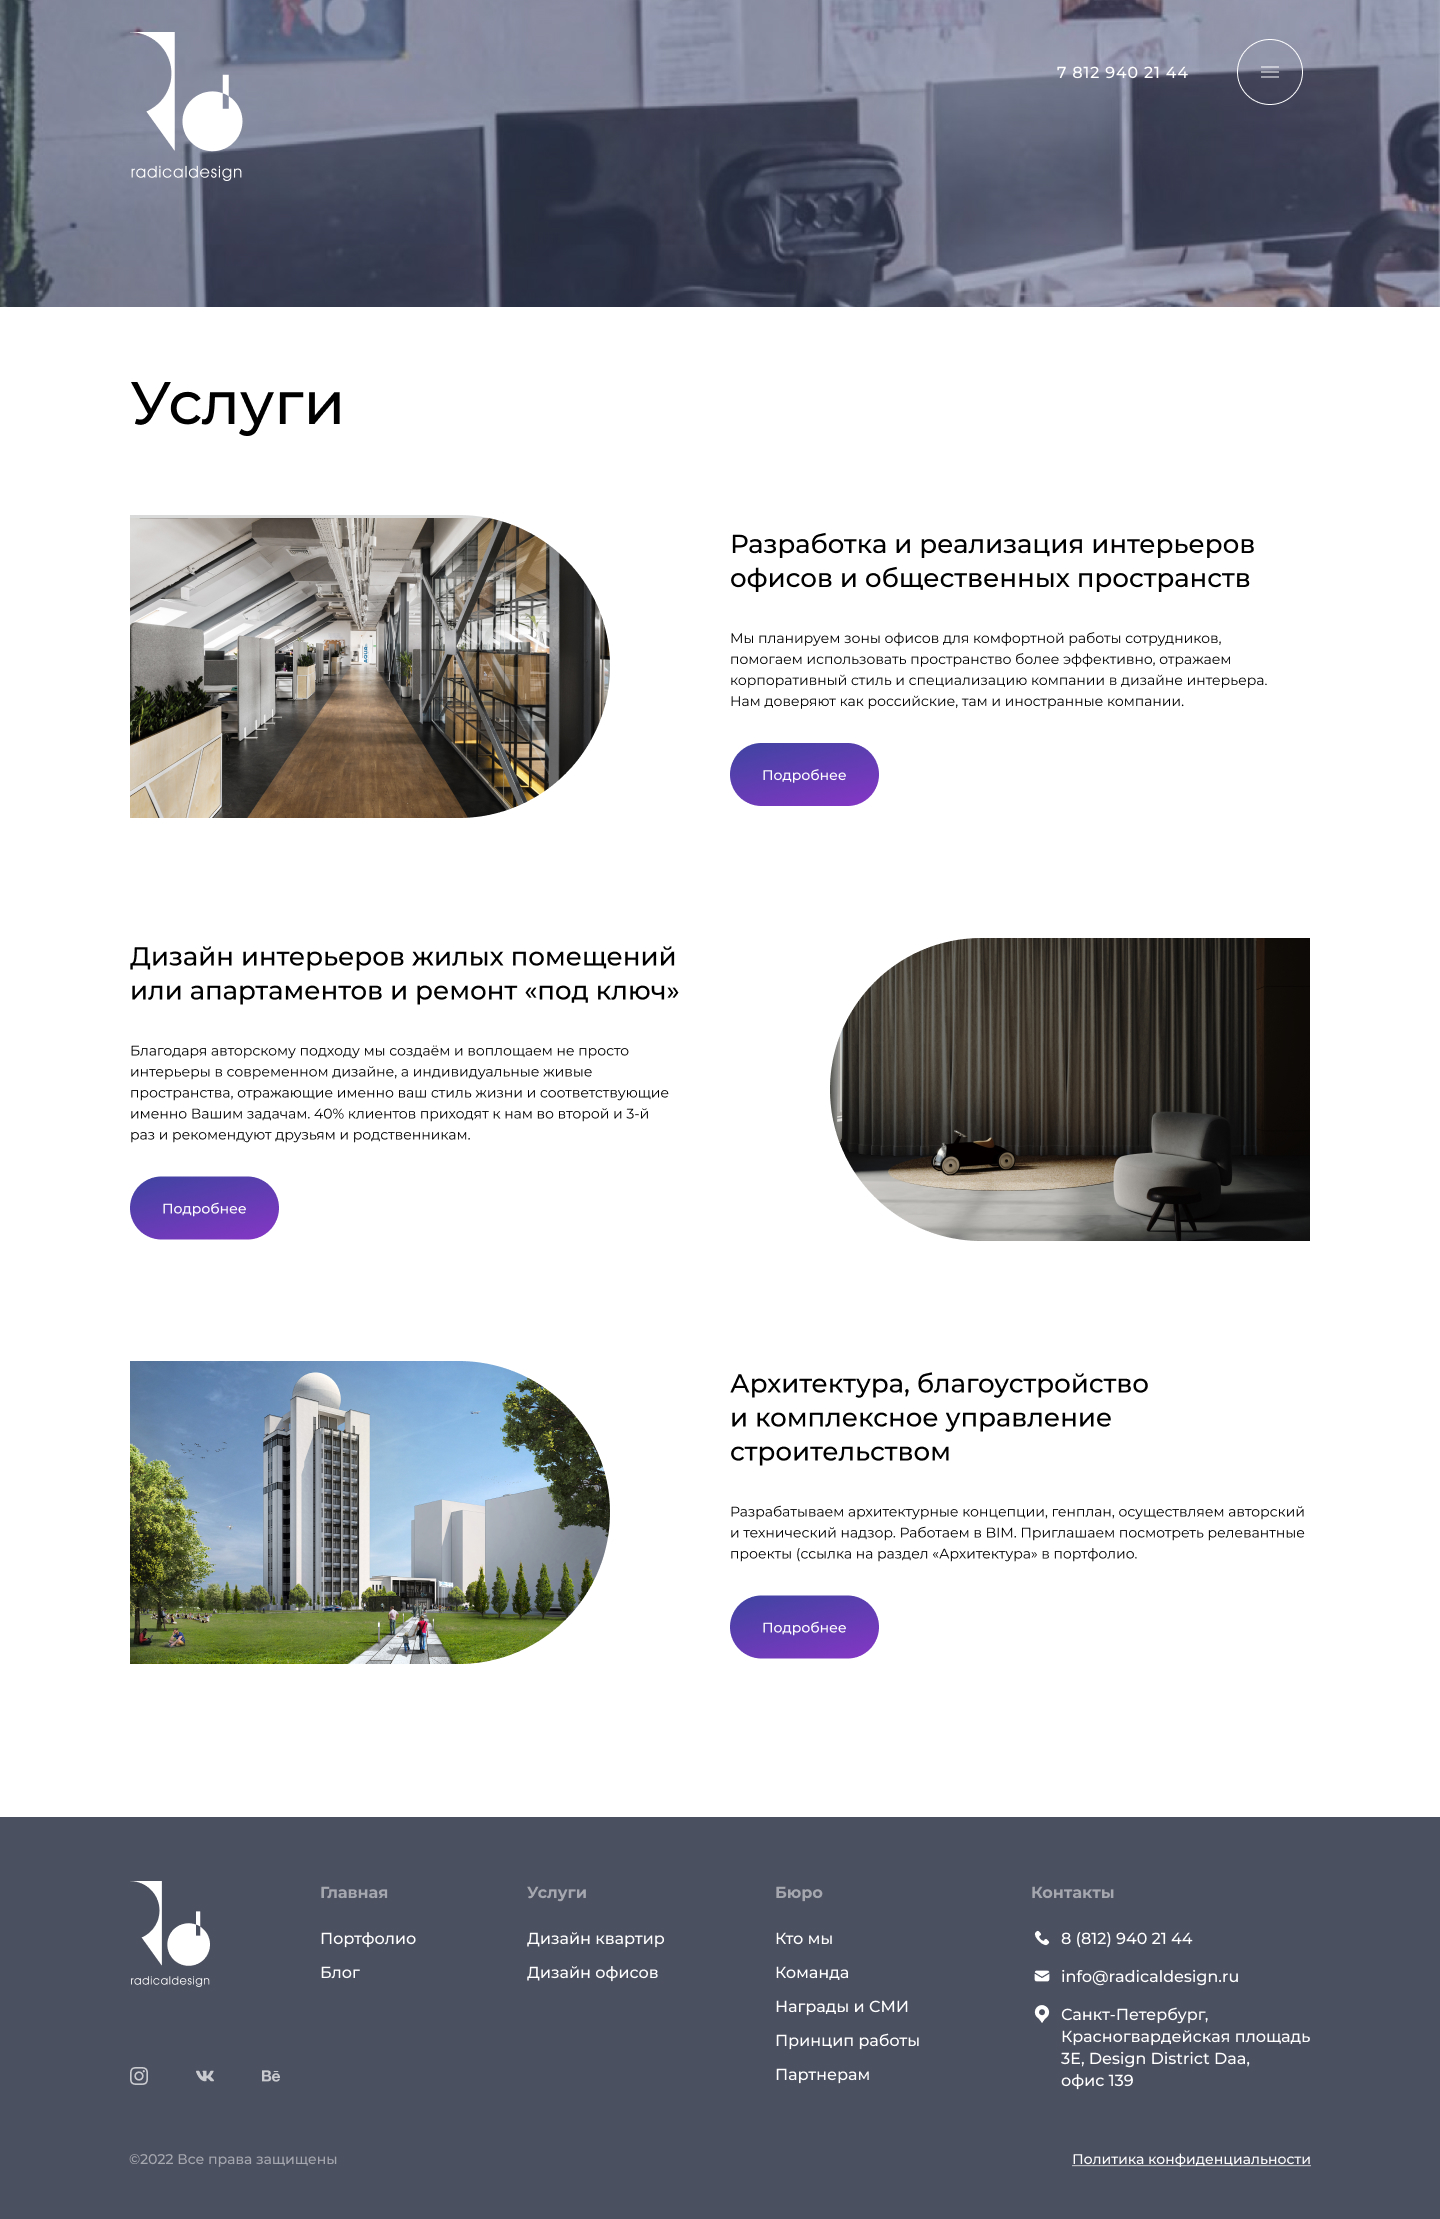 7 812 940 21 44
radicaldesign
Услуги
Разработка и реализация интерьеров
офисов и общественных пространств
Мы планируем зоны офисов для комфортной работы сотрудников,
помогаем использовать пространство более эффективно, отражаем
корпоративный стиль и специализацию компании в дизайне интерьера.
Нам доверяют как российские, там и иностранные компании.
Подробнее
Дизайн интерьеров жилых помещений
или апартаментов и ремонт «под ключ»
Благодаря авторскому подходу мы создаём и воплощаем не просто
интерьеры в современном дизайне, а индивидуальные живые
пространства, отражающие именно ваш стиль жизни и соответствующие
именно Вашим задачам. 40% клиентов приходят к нам во второй и 3-й
раз и рекомендуют друзьям и родственникам.
Подробнее
Архитектура, благоустройство
и комплексное управление
строительством
Разрабатываем архитектурные концепции, генплан, осуществляем авторский
и технический надзор. Работаем в BIM. Приглашаем посмотреть релевантные
проекты (ссылка на раздел «Архитектура» в портфолио.
Подробнее
radicaldesign
Главная
Портфолио
Блог
Услуги
Дизайн квартир
Дизайн офисов
Бюро
Кто мы
Команда
Награды и СМИ
Принцип работы
Партнерам
Контакты
8 (812) 940 21 44
info@radicaldesign.ru
Санкт-Петербург,
Красногвардейская площадь
3Е, Design District Daa,
офис 139
©2022 Все права защищены
Политика конфиденциальности